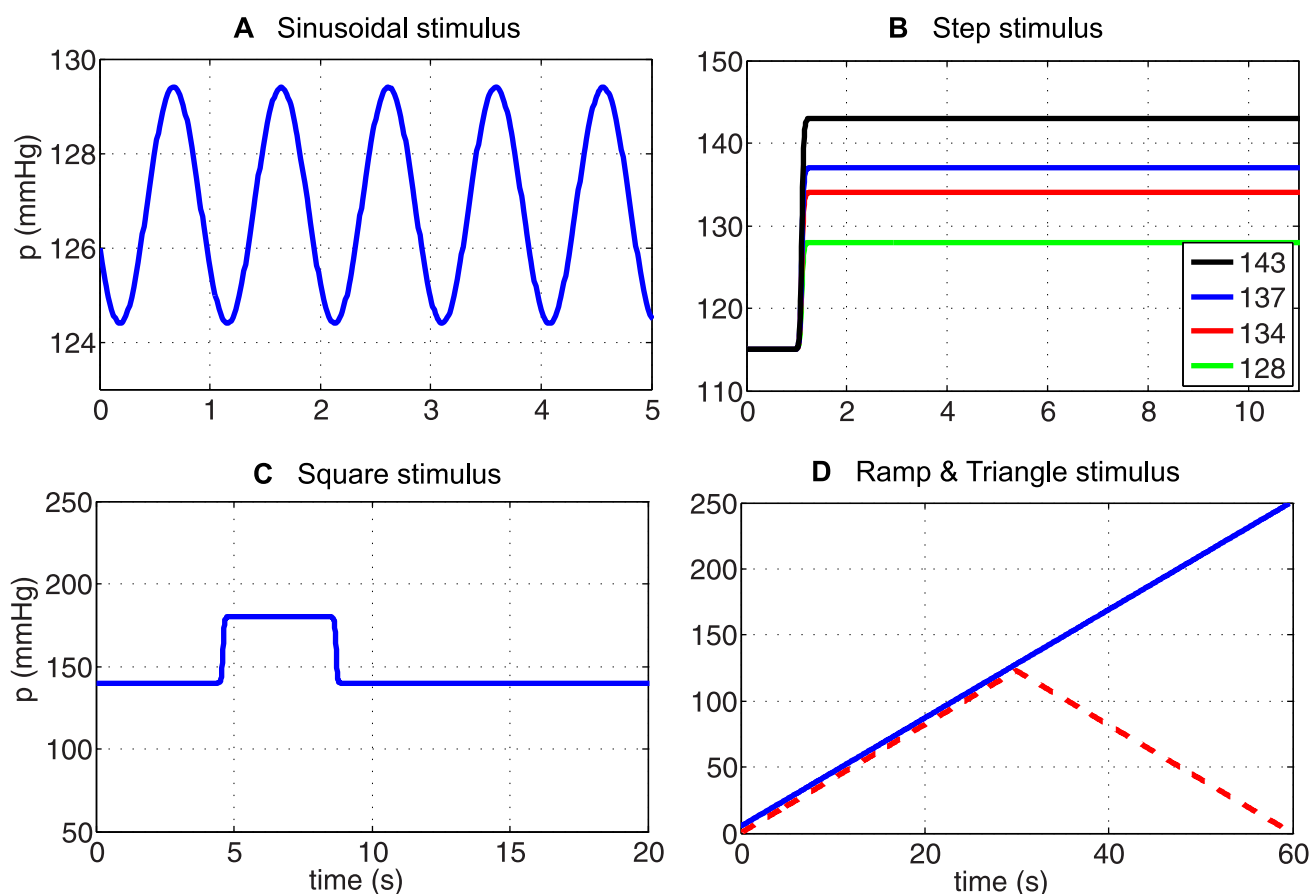 A Sinusoidal stimulus
130
128
126
124
p (mmHg)
0 1 2 3 4 5
B Step stimulus
150
140
130
120
110
143
137
134
128
0 2 4 6 8 10
C Square stimulus
250
200
150
100
50
p (mmHg)
0 5 10 15 20
time (s)
D Ramp & Triangle stimulus
250
200
150
100
50
0
0 20 40 60
time (s)